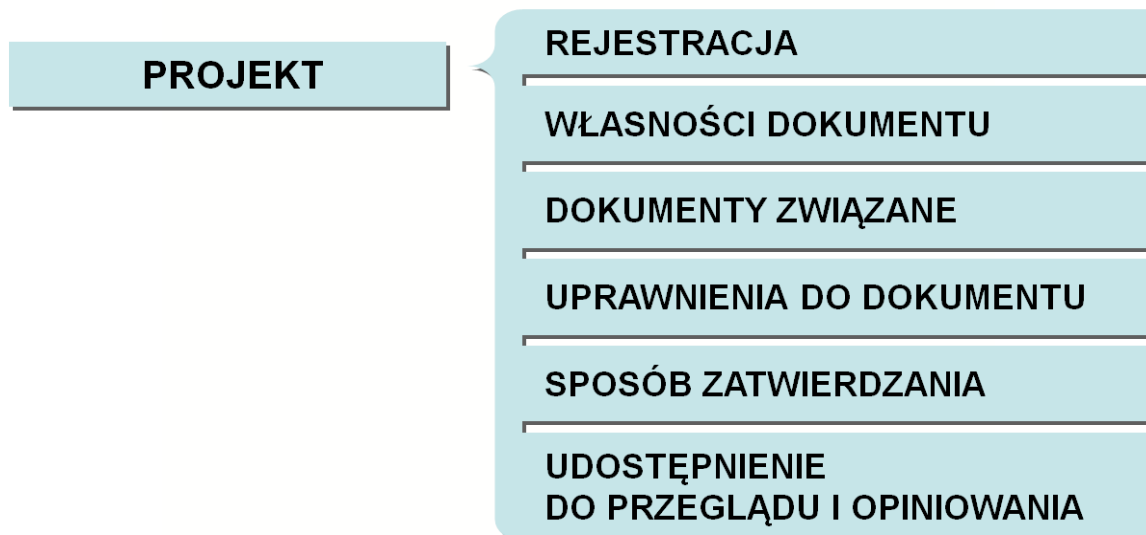 PROJEKT
REJESTRACJA
WŁASNOŚCI DOKUMENTU
DOKUMENTY ZWIĄZANE
UPRAWNIENIA DO DOKUMENTU
SPOSÓB ZATWIERDZANIA
UDOSTĘPNIENIE
DO PRZEGLĄDU I OPINIOWANIA